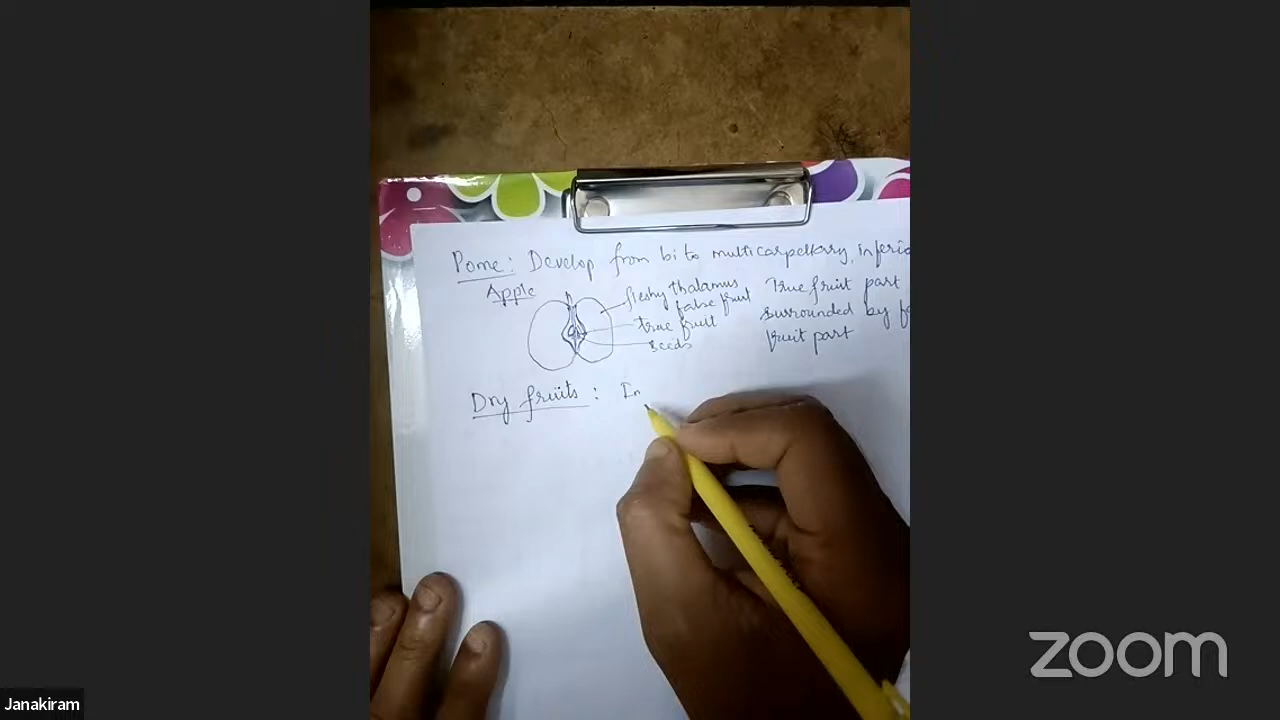 Pome: Develop from bi to multicarpellary, inferio
Apple
fleshy thalamus
false fruit
true fruit
seeds
True fruit part
surrounded by f
fruit part
Dry fruits: In
Janakiram
zoom